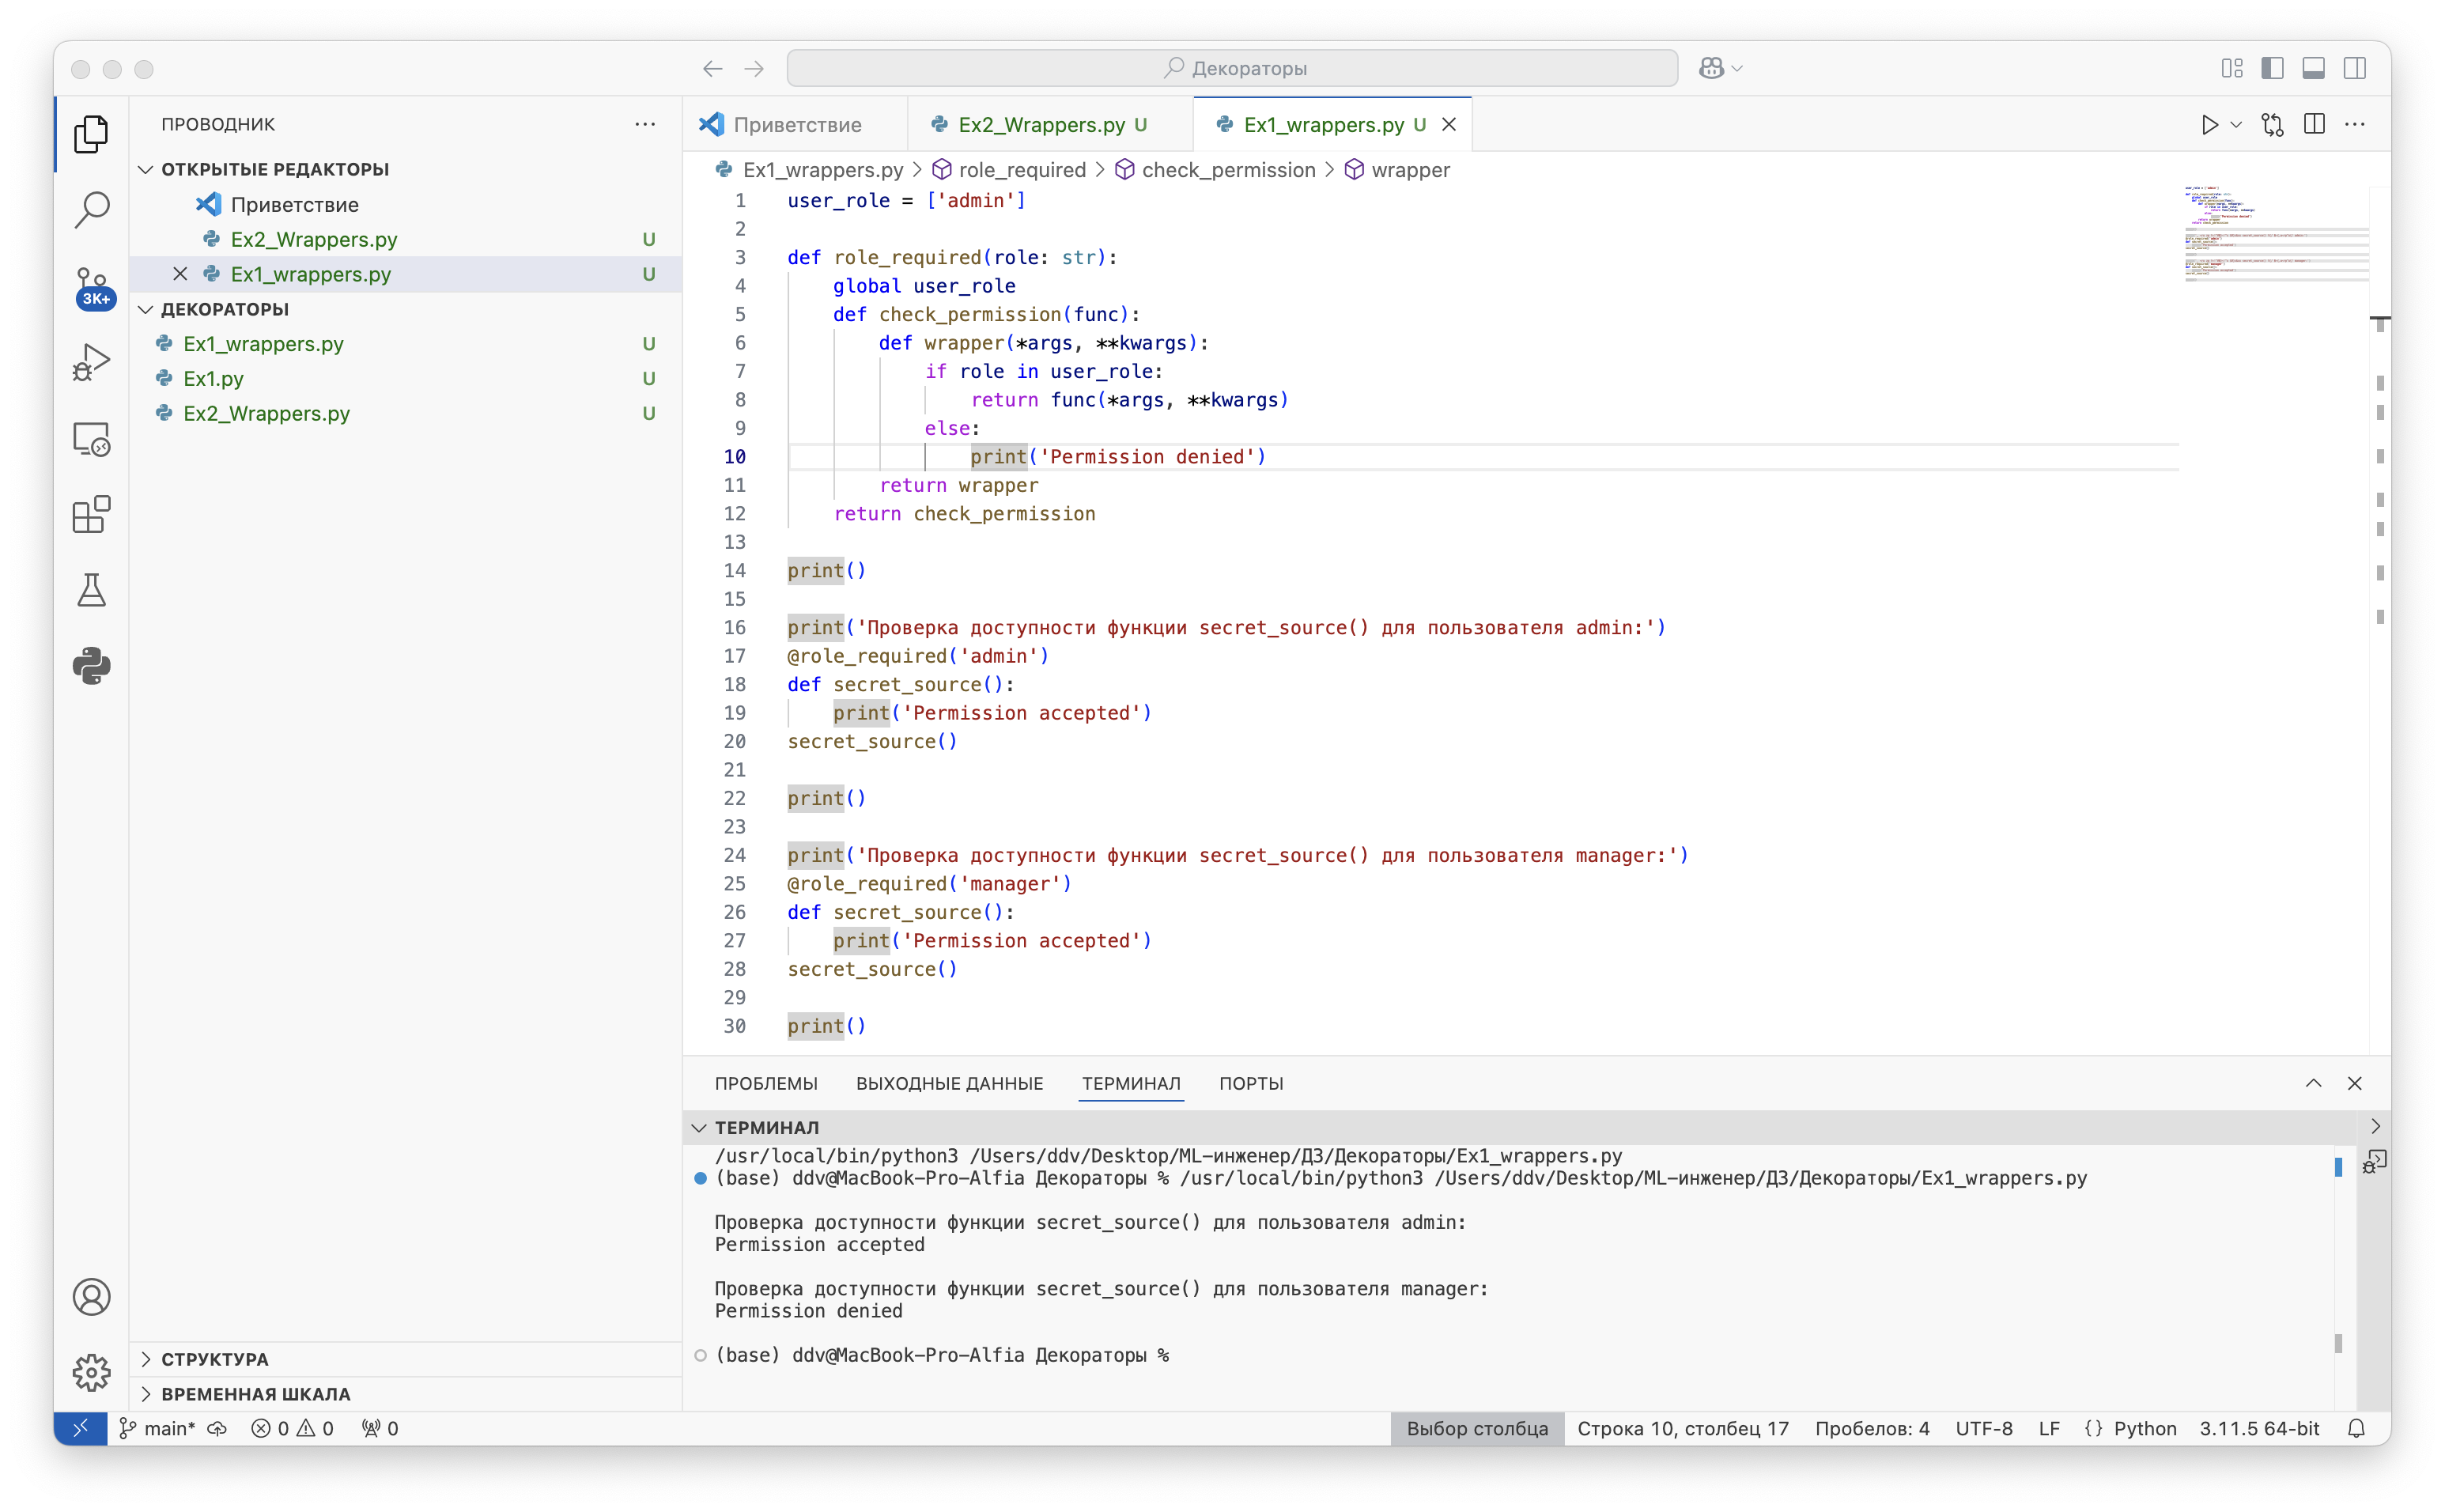 Декораторы
ПРОВОДНИК
ОТКРЫТЫЕ РЕДАКТОРЫ
Приветствие
Ex2_Wrappers.py U
Ex1_wrappers.py U
ДЕКОРАТОРЫ
Ex1_wrappers.py U
Ex1.py U
Ex2_Wrappers.py U
3K+
СТРУКТУРА
ВРЕМЕННАЯ ШКАЛА
Приветствие Ex2_Wrappers.py U Ex1_wrappers.py U
Ex1_wrappers.py > role_required > check_permission > wrapper
1 user_role = ['admin']
2
3 def role_required(role: str):
4 global user_role
5 def check_permission(func):
6 def wrapper(*args, **kwargs):
7 if role in user_role:
8 return func(*args, **kwargs)
9 else:
10 print('Permission denied')
11 return wrapper
12 return check_permission
13
14 print()
15
16 print('Проверка доступности функции secret_source() для пользователя admin:')
17 @role_required('admin')
18 def secret_source():
19 print('Permission accepted')
20 secret_source()
21
22 print()
23
24 print('Проверка доступности функции secret_source() для пользователя manager:')
25 @role_required('manager')
26 def secret_source():
27 print('Permission accepted')
28 secret_source()
29
30 print()
ПРОБЛЕМЫ ВЫХОДНЫЕ ДАННЫЕ ТЕРМИНАЛ ПОРТЫ
ТЕРМИНАЛ
/usr/local/bin/python3 /Users/ddv/Desktop/ML-инженер/ДЗ/Декораторы/Ex1_wrappers.py
(base) ddv@MacBook-Pro-Alfia Декораторы % /usr/local/bin/python3 /Users/ddv/Desktop/ML-инженер/ДЗ/Декораторы/Ex1_wrappers.py
Проверка доступности функции secret_source() для пользователя admin:
Permission accepted
Проверка доступности функции secret_source() для пользователя manager:
Permission denied
(base) ddv@MacBook-Pro-Alfia Декораторы %
main* 0 0 0 Выбор столбца Строка 10, столбец 17 Пробелов: 4 UTF-8 LF {} Python 3.11.5 64-bit